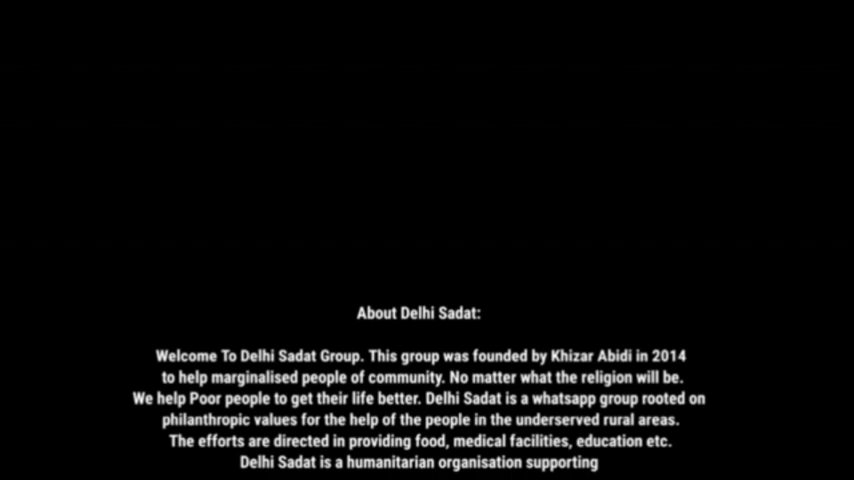 About Delhi Sadat:
Welcome To Delhi Sadat Group. This group was founded by Khizar Abidi in 2014
to help marginalised people of community. No matter what the religion will be.
We help Poor people to get their life better. Delhi Sadat is a whatsapp group rooted on
philanthropic values for the help of the people in the underserved rural areas.
The efforts are directed in providing food, medical facilities, education etc.
Delhi Sadat is a humanitarian organisation supporting